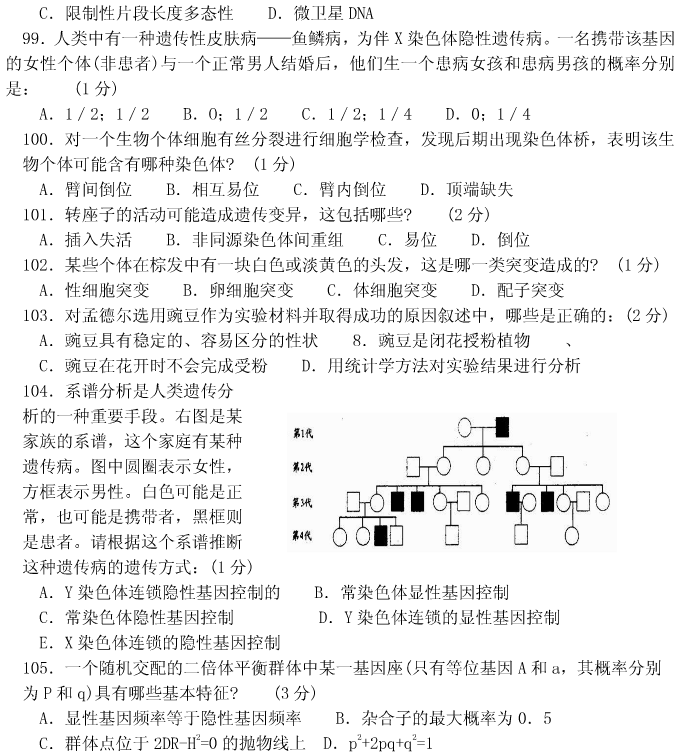 C. 限制性片段长度多态性 D. 微卫星 DNA
99. 人类中有一种遗传性皮肤病——鱼鳞病，为伴 X 染色体隐性遗传病。一名携带该基因
的女性个体(非患者)与一个正常男人结婚后，他们生一个患病女孩和患病男孩的概率分别
是： (1 分)
A. 1／2；1／2 B. 0；1／2 C. 1／2；1／4 D. 0；1／4
100. 对一个生物个体细胞有丝分裂进行细胞学检查，发现后期出现染色体桥，表明该生
物个体可能含有哪种染色体? (1 分)
A. 臂间倒位 B. 相互易位 C. 臂内倒位 D. 顶端缺失
101. 转座子的活动可能造成遗传变异，这包括哪些? (2 分)
A. 插入失活 B. 非同源染色体间重组 C. 易位 D. 倒位
102. 某些个体在棕发中有一块白色或淡黄色的头发，这是哪一类突变造成的? (1 分)
A. 性细胞突变 B. 卵细胞突变 C. 体细胞突变 D. 配子突变
103. 对孟德尔选用豌豆作为实验材料并取得成功的原因叙述中，哪些是正确的：(2 分)
A. 豌豆具有稳定的、容易区分的性状 8. 豌豆是闭花授粉植物 、
C. 豌豆在花开时不会完成受粉 D. 用统计学方法对实验结果进行分析
104. 系谱分析是人类遗传分
析的一种重要手段。右图是某
家族的系谱，这个家庭有某种
遗传病。图中圆圈表示女性，
方框表示男性。白色可能是正
常，也可能是携带者，黑框则
是患者。请根据这个系谱推断
这种遗传病的遗传方式：(1 分)
第1代
第2代
第3代
第4代
A. Y 染色体连锁隐性基因控制的 B. 常染色体显性基因控制
C. 常染色体隐性基因控制 D. Y 染色体连锁的显性基因控制
E. X 染色体连锁的隐性基因控制
105. 一个随机交配的二倍体平衡群体中某一基因座(只有等位基因 A 和 a，其概率分别
为 P 和 q)具有哪些基本特征? (3 分)
A. 显性基因频率等于隐性基因频率 B. 杂合子的最大概率为 0．5
C. 群体点位于 2DR-H²=0 的抛物线上 D. p²+2pq+q²=1